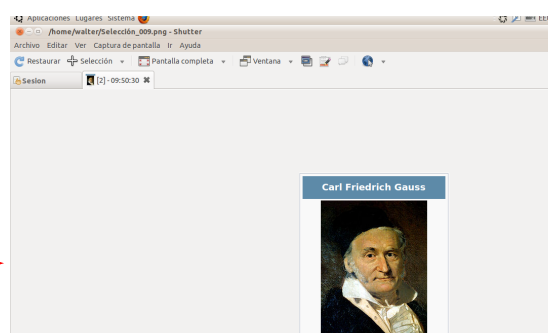 Aplicaciones Lugares Sistema
/home/walter/Selección_009.png - Shutter
Archivo Editar Ver Captura de pantalla Ir Ayuda
Restaurar Selección Pantalla completa Ventana
Sesion [2] - 09:50:30
Carl Friedrich Gauss